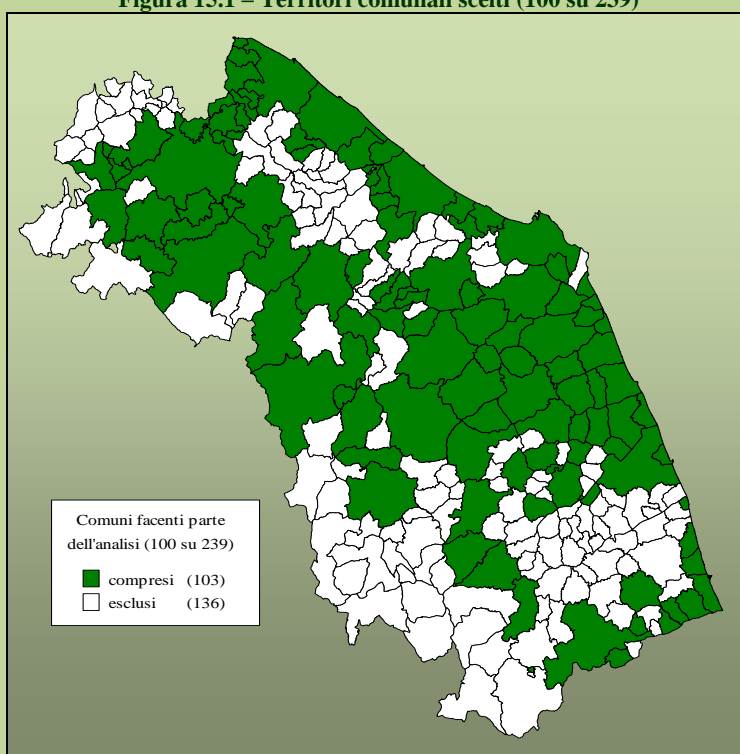 Figura 15.1 – Territori comunali scelti (100 su 239)
Comuni facenti parte
dell'analisi (100 su 239)
compresi (103)
esclusi (136)